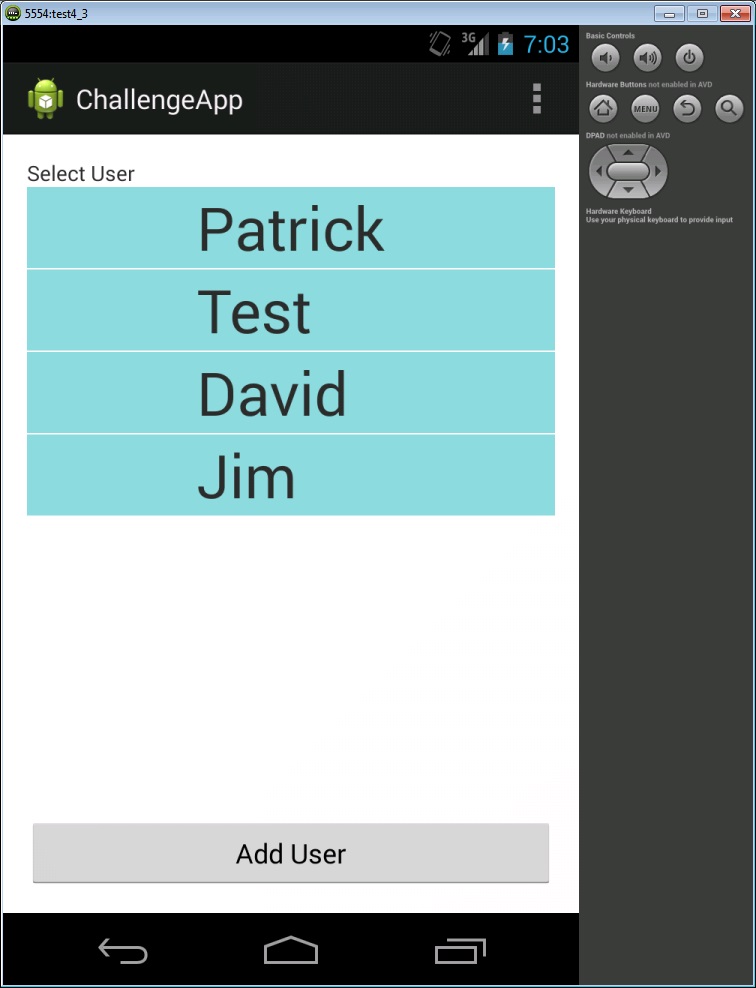 5554:test4_3
3G
7:03
ChallengeApp
Select User
Patrick
Test
David
Jim
Add User
Basic Controls
Hardware Buttons not enabled in AVD
MENU
DPAD not enabled in AVD
Hardware Keyboard
Use your physical keyboard to provide input